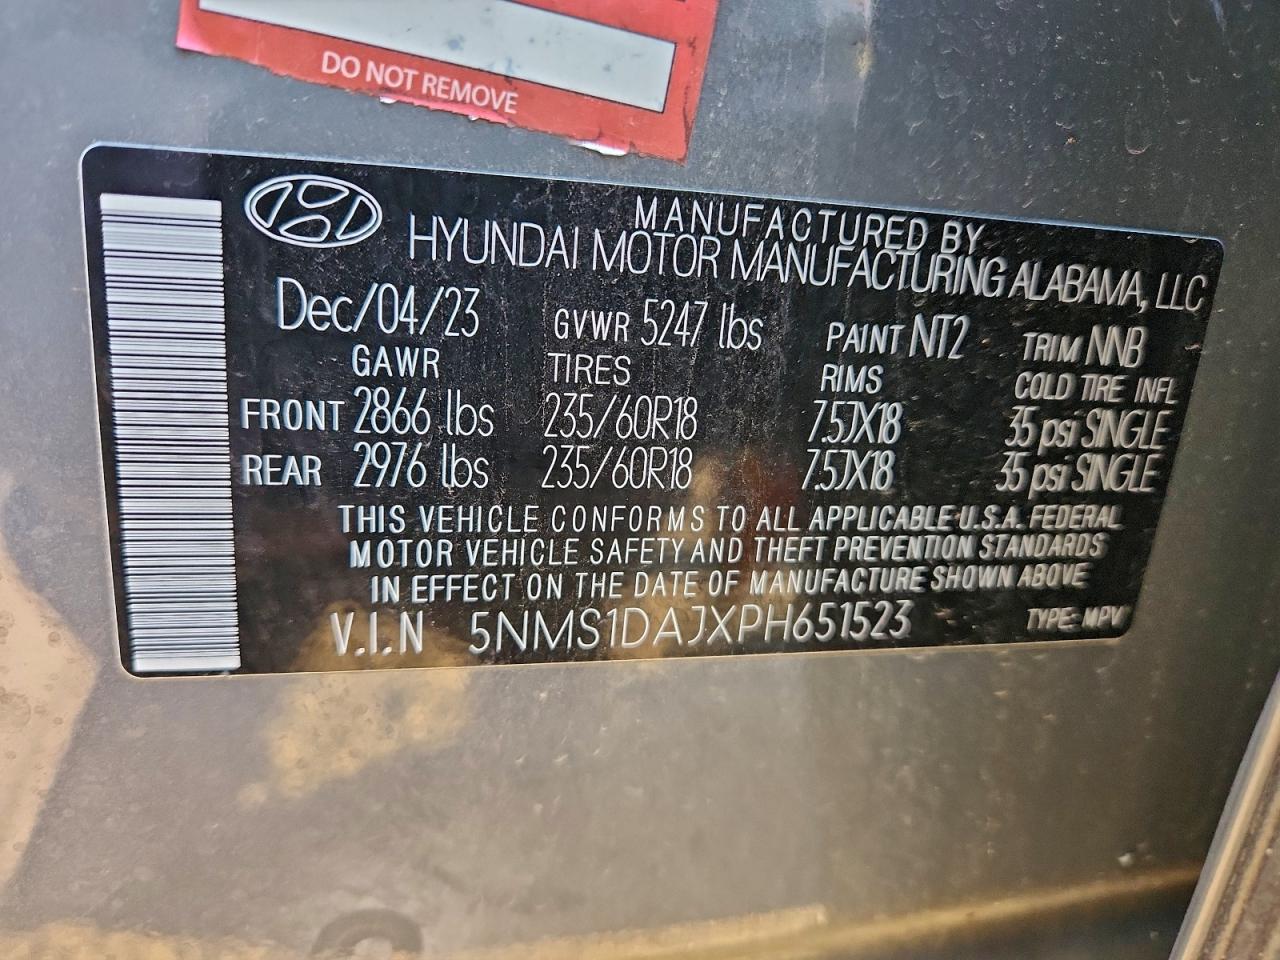 DO NOT REMOVE
MANUFACTURED BY
HYUNDAI MOTOR MANUFACTURING ALABAMA, LLC
Dec/04/23 GVWR 5247 lbs PAINT NT2 TRIM NNB
GAWR TIRES RIMS COLD TIRE INFL
FRONT 2866 lbs 235/60R18 7.5JX18 35 psi SINGLE
REAR 2976 lbs 235/60R18 7.5JX18 35 psi SINGLE
THIS VEHICLE CONFORMS TO ALL APPLICABLE U.S.A. FEDERAL
MOTOR VEHICLE SAFETY AND THEFT PREVENTION STANDARDS
IN EFFECT ON THE DATE OF MANUFACTURE SHOWN ABOVE
V.I.N 5NMS1DAJXPH651523 TYPE: MPV